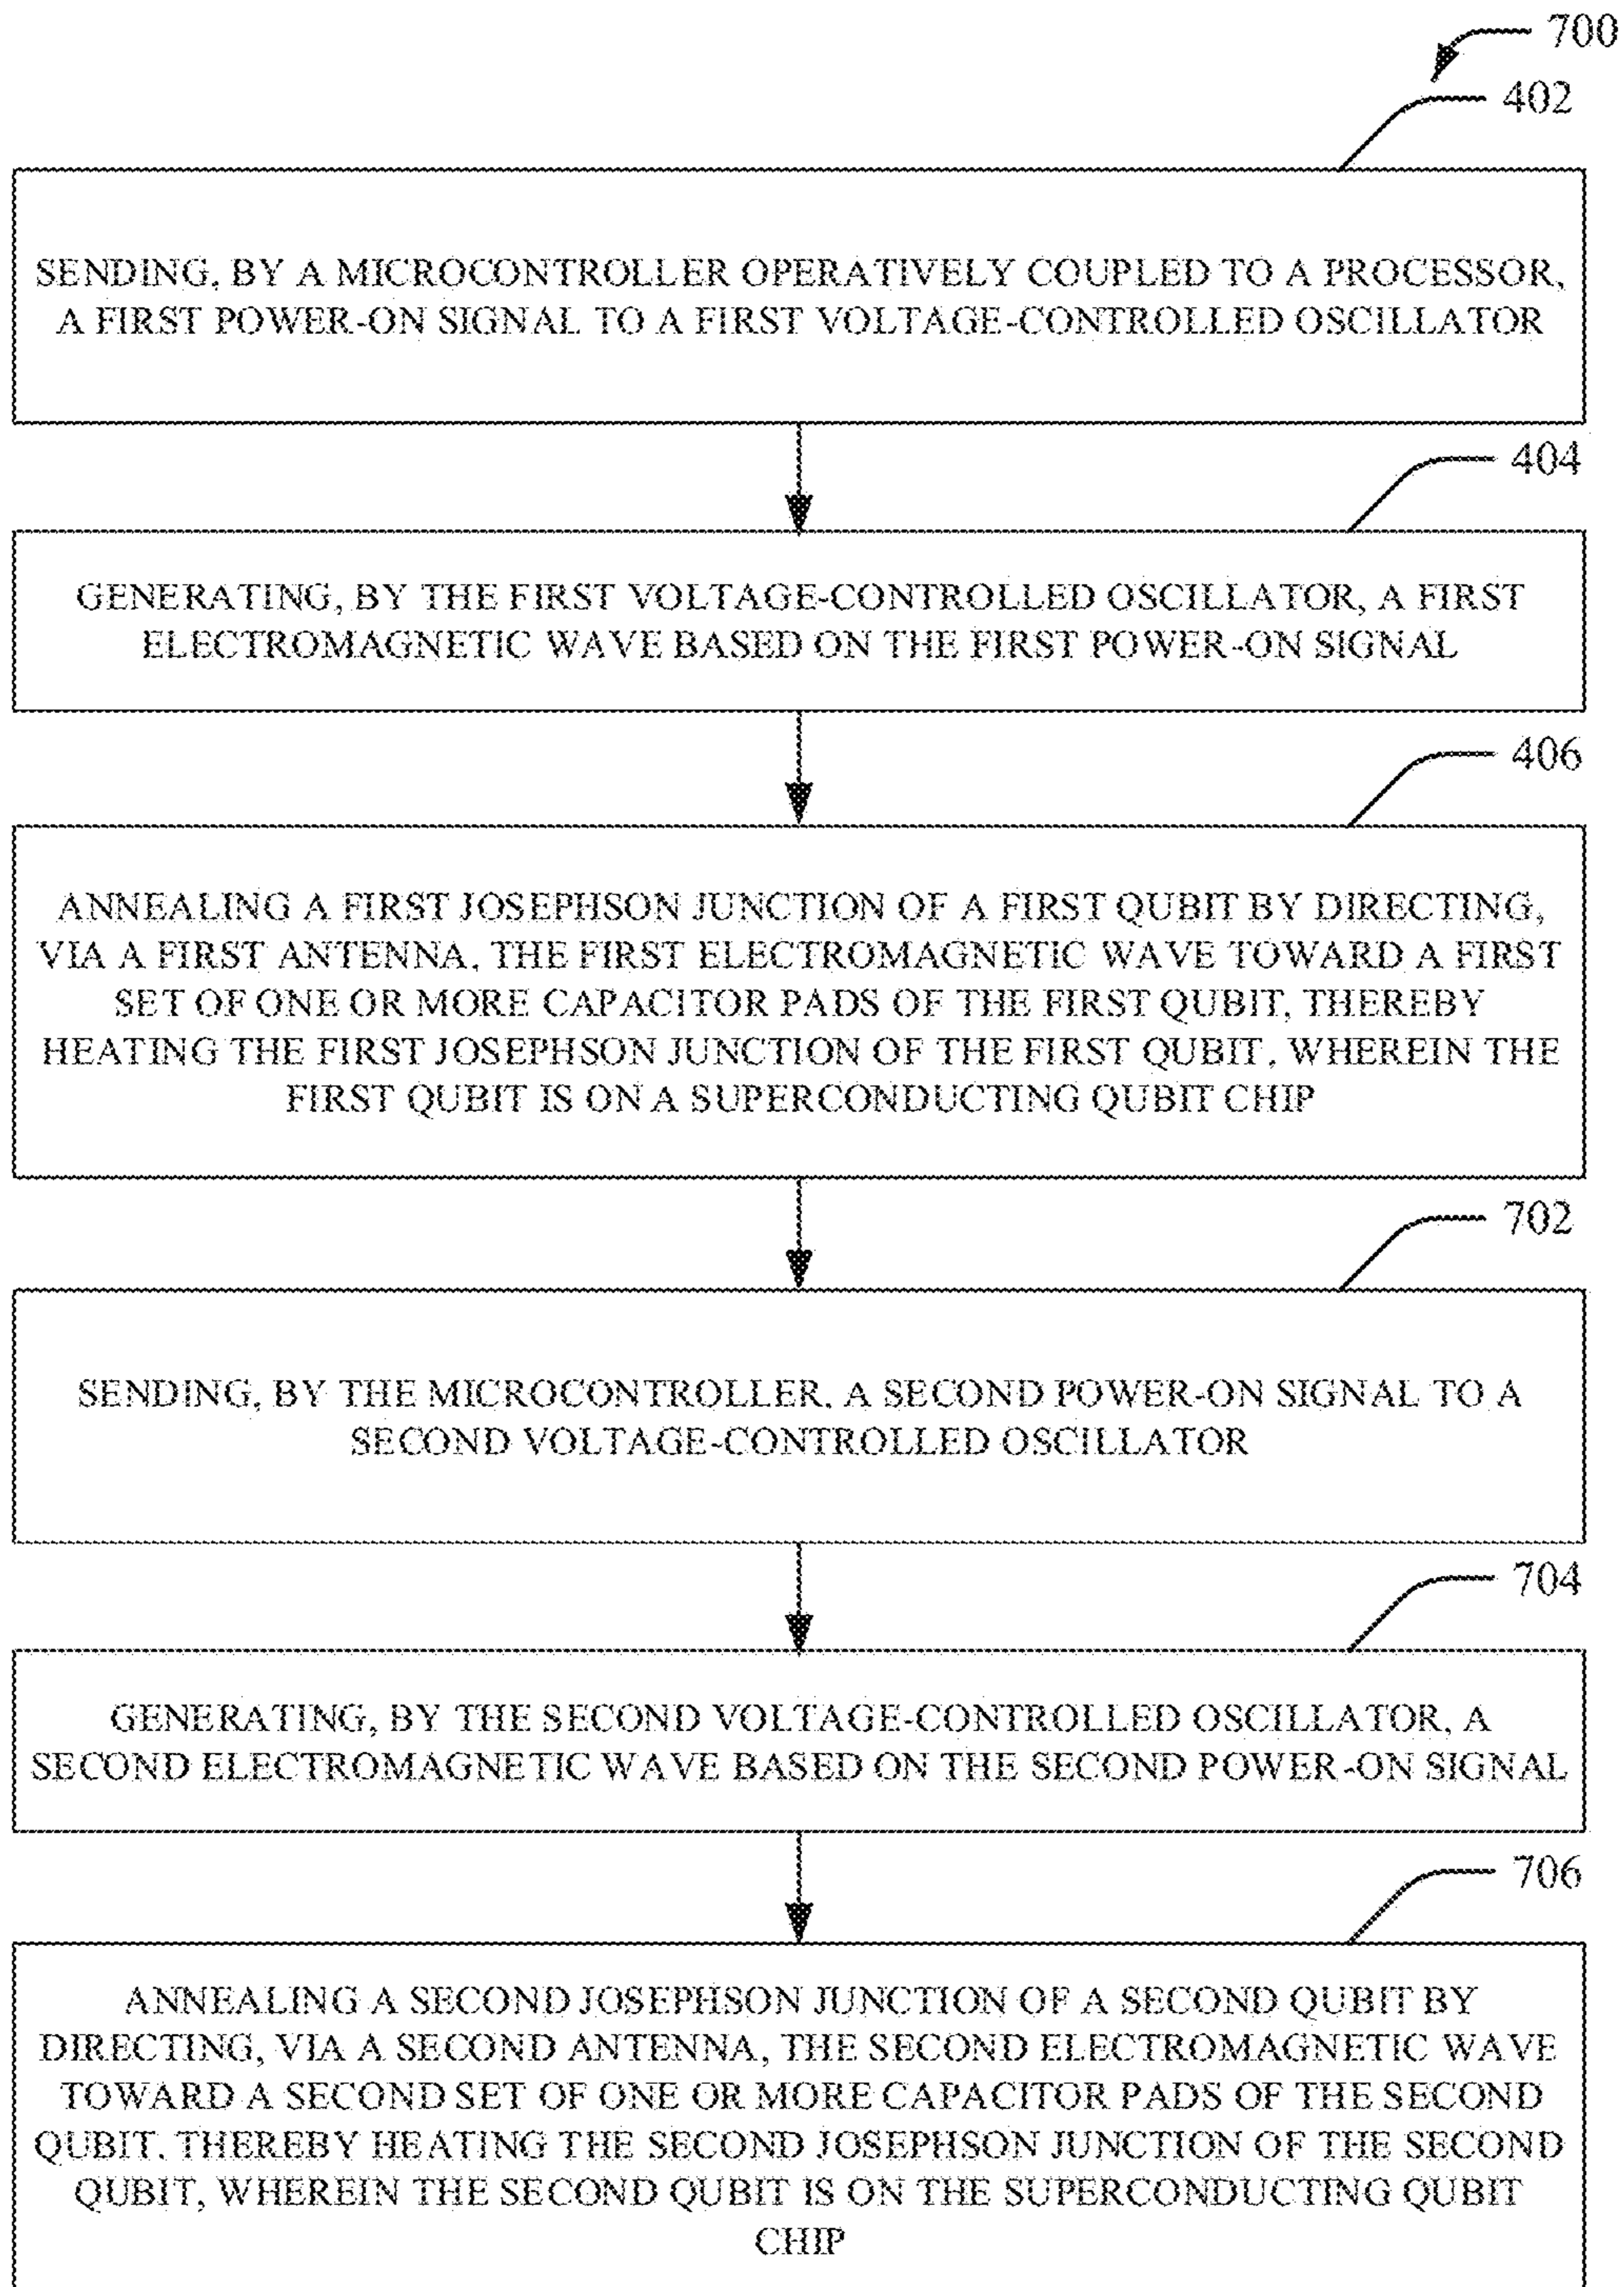 700
402
SENDING, BY A MICROCONTROLLER OPERATIVELY COUPLED TO A PROCESSOR,
A FIRST POWER-ON SIGNAL TO A FIRST VOLTAGE-CONTROLLED OSCILLATOR
404
GENERATING, BY THE FIRST VOLTAGE-CONTROLLED OSCILLATOR, A FIRST
ELECTROMAGNETIC WAVE BASED ON THE FIRST POWER-ON SIGNAL
406
ANNEALING A FIRST JOSEPHSON JUNCTION OF A FIRST QUBIT BY DIRECTING,
VIA A FIRST ANTENNA, THE FIRST ELECTROMAGNETIC WAVE TOWARD A FIRST
SET OF ONE OR MORE CAPACITOR PADS OF THE FIRST QUBIT, THEREBY
HEATING THE FIRST JOSEPHSON JUNCTION OF THE FIRST QUBIT, WHEREIN THE
FIRST QUBIT IS ON A SUPERCONDUCTING QUBIT CHIP
702
SENDING, BY THE MICROCONTROLLER, A SECOND POWER-ON SIGNAL TO A
SECOND VOLTAGE-CONTROLLED OSCILLATOR
704
GENERATING, BY THE SECOND VOLTAGE-CONTROLLED OSCILLATOR, A
SECOND ELECTROMAGNETIC WAVE BASED ON THE SECOND POWER-ON SIGNAL
706
ANNEALING A SECOND JOSEPHSON JUNCTION OF A SECOND QUBIT BY
DIRECTING, VIA A SECOND ANTENNA, THE SECOND ELECTROMAGNETIC WAVE
TOWARD A SECOND SET OF ONE OR MORE CAPACITOR PADS OF THE SECOND
QUBIT, THEREBY HEATING THE SECOND JOSEPHSON JUNCTION OF THE SECOND
QUBIT, WHEREIN THE SECOND QUBIT IS ON THE SUPERCONDUCTING QUBIT
CHIP